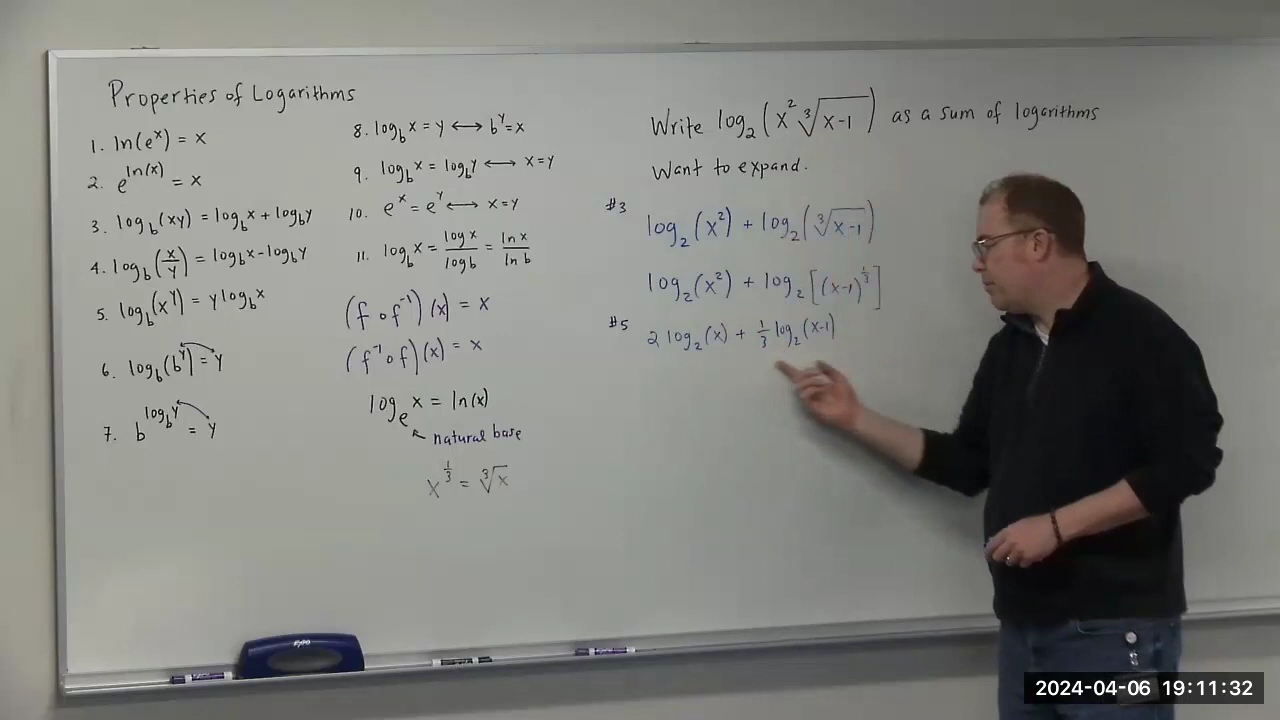 Properties of Logarithms
1. ln(e^x) = x
2. e^ln(x) = x
3. log_b(xy) = log_b x + log_b y
4. log_b(x/y) = log_b x - log_b y
5. log_b(x^y) = y log_b x
6. log_b(b^y) = y
7. b^log_b y = y
8. log_b x = y ⟷ b^y = x
9. log_b x = log_b y ⟷ x = y
10. e^x = e^y ⟷ x = y
11. log_b x = log x / log b = ln x / ln b
(f ∘ f^-1)(x) = x
(f^-1 ∘ f)(x) = x
log_e x = ln(x)
↖ natural base
x^1/3 = ∛x
Write log_2(x^2 ∛(x-1)) as a sum of logarithms
Want to expand.
#3 log_2(x^2) + log_2(∛(x-1))
log_2(x^2) + log_2[(x-1)^1/3]
#5 2 log_2(x) + 1/3 log_2(x-1)
EXPO
2024-04-06 19:11:32